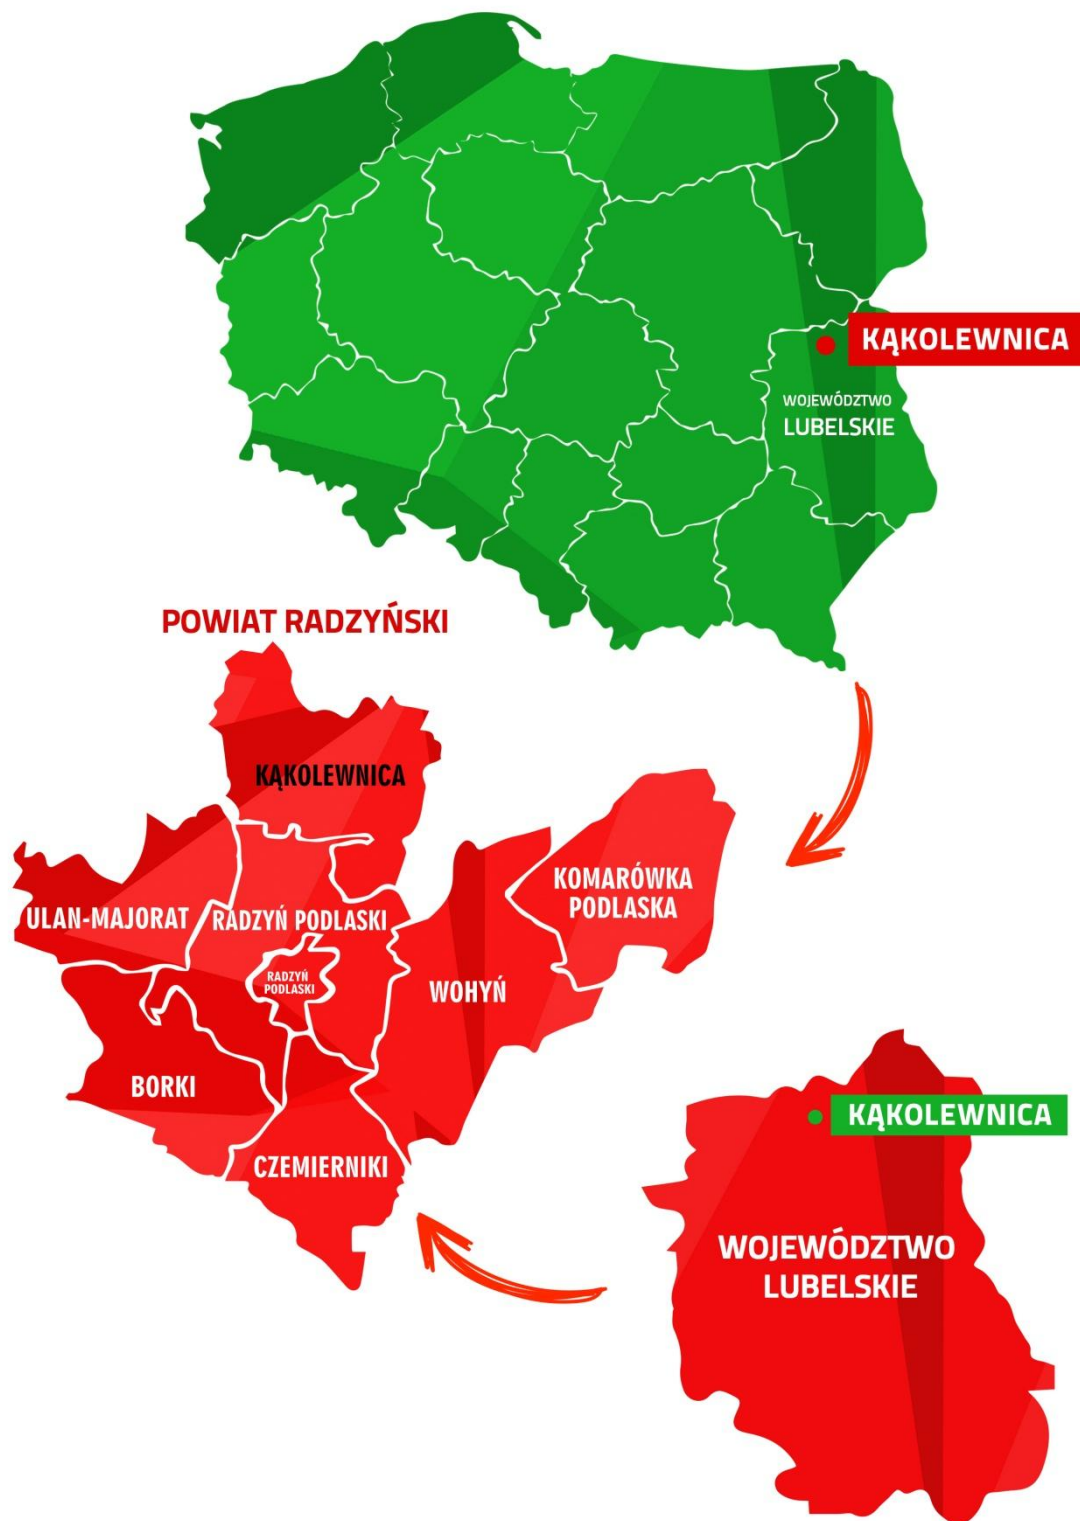 KĄKOLEWNICA
WOJEWÓDZTWO
LUBELSKIE
POWIAT RADZYŃSKI
KĄKOLEWNICA
KOMARÓWKA
PODLASKA
ULAN-MAJORAT
RADZYŃ PODLASKI
RADZYŃ
PODLASKI
WOHYŃ
BORKI
CZEMIERNIKI
KĄKOLEWNICA
WOJEWÓDZTWO
LUBELSKIE